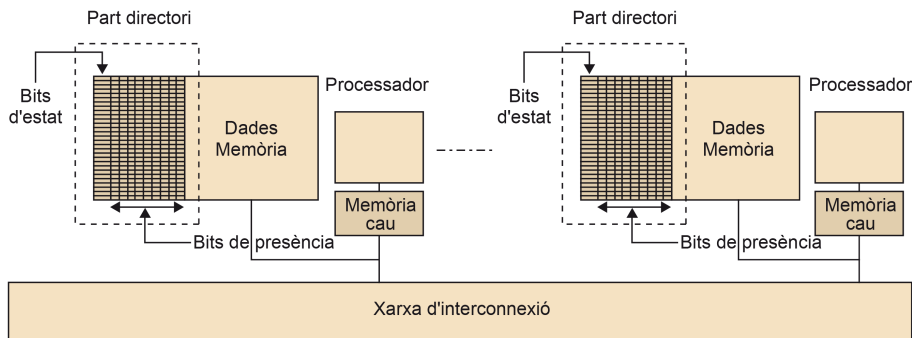 Part directori
Bits
d'estat
Dades
Memòria
Processador
Memòria
cau
Bits de presència
Part directori
Bits
d'estat
Dades
Memòria
Processador
Memòria
cau
Bits de presència
Xarxa d'interconnexió